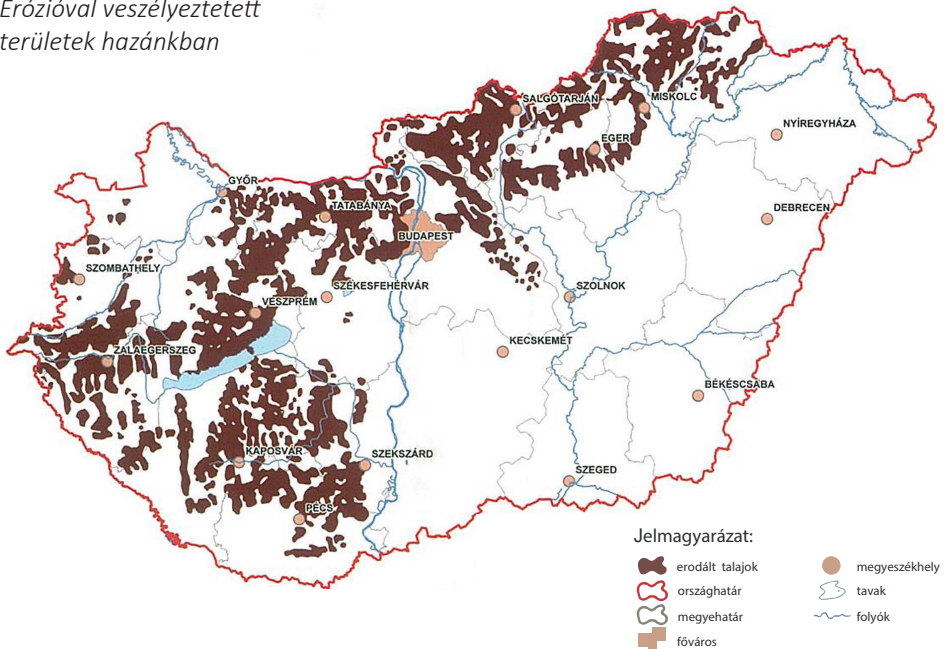 Erózióval veszélyeztetett
területek hazánkban
SALGÓTARJÁN
MISKOLC
NYÍREGYHÁZA
EGER
GYŐR
TATABÁNYA
DEBRECEN
BUDAPEST
SZOMBATHELY
SZÉKESFEHÉRVÁR
SZOLNOK
VESZPRÉM
KECSKEMÉT
ZALAEGERSZEG
BÉKÉSCSABA
KAPOSVÁR
SZEKSZÁRD
SZEGED
PÉCS
Jelmagyarázat:
erodált talajok
megyeszékhely
országhatár
tavak
megyehatár
folyók
főváros